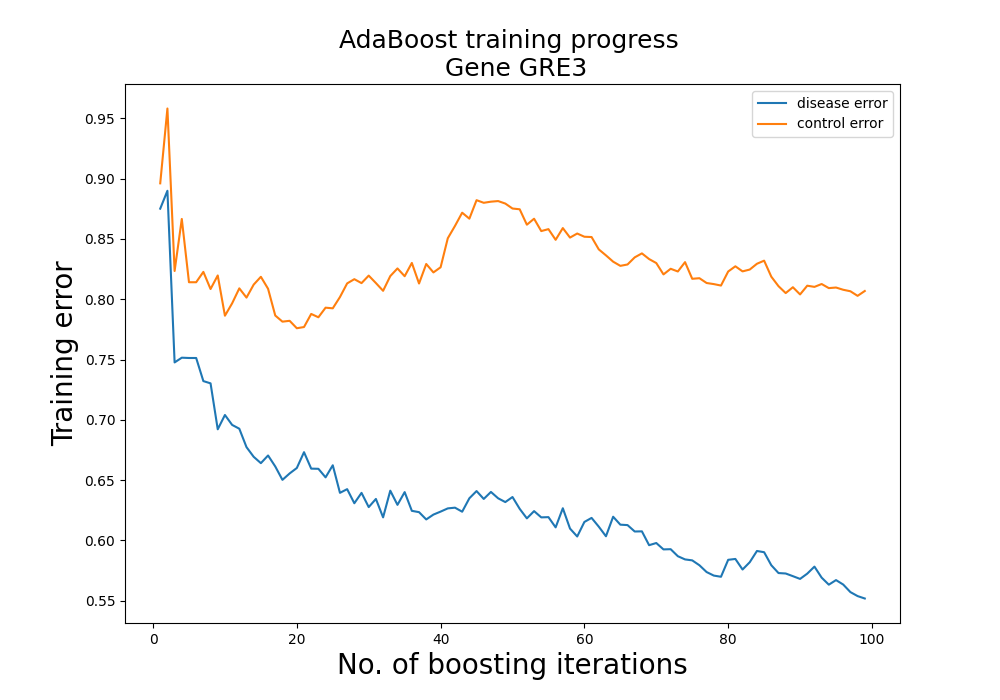 AdaBoost training progress
Gene GRE3
disease error
control error
Training error
0.95
0.90
0.85
0.80
0.75
0.70
0.65
0.60
0.55
0 20 40 60 80 100
No. of boosting iterations